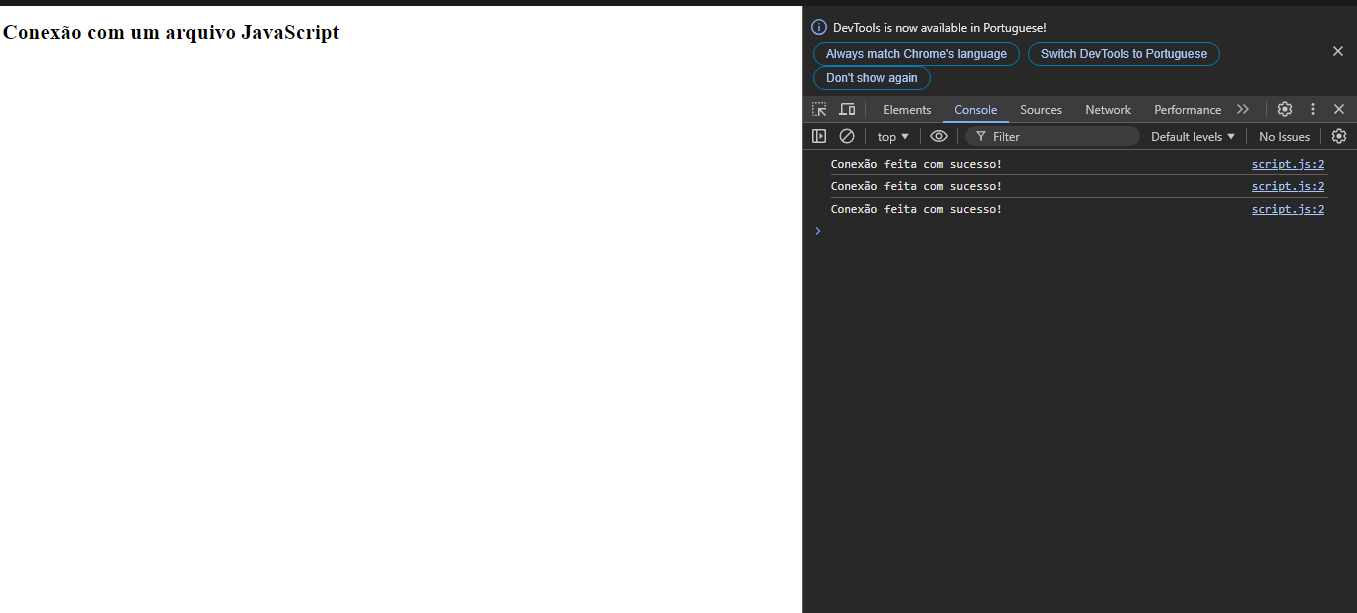 Conexão com um arquivo JavaScript
DevTools is now available in Portuguese!
Always match Chrome's language
Switch DevTools to Portuguese
Don't show again
Elements Console Sources Network Performance
top Filter Default levels No Issues
Conexão feita com sucesso! script.js:2
Conexão feita com sucesso! script.js:2
Conexão feita com sucesso! script.js:2